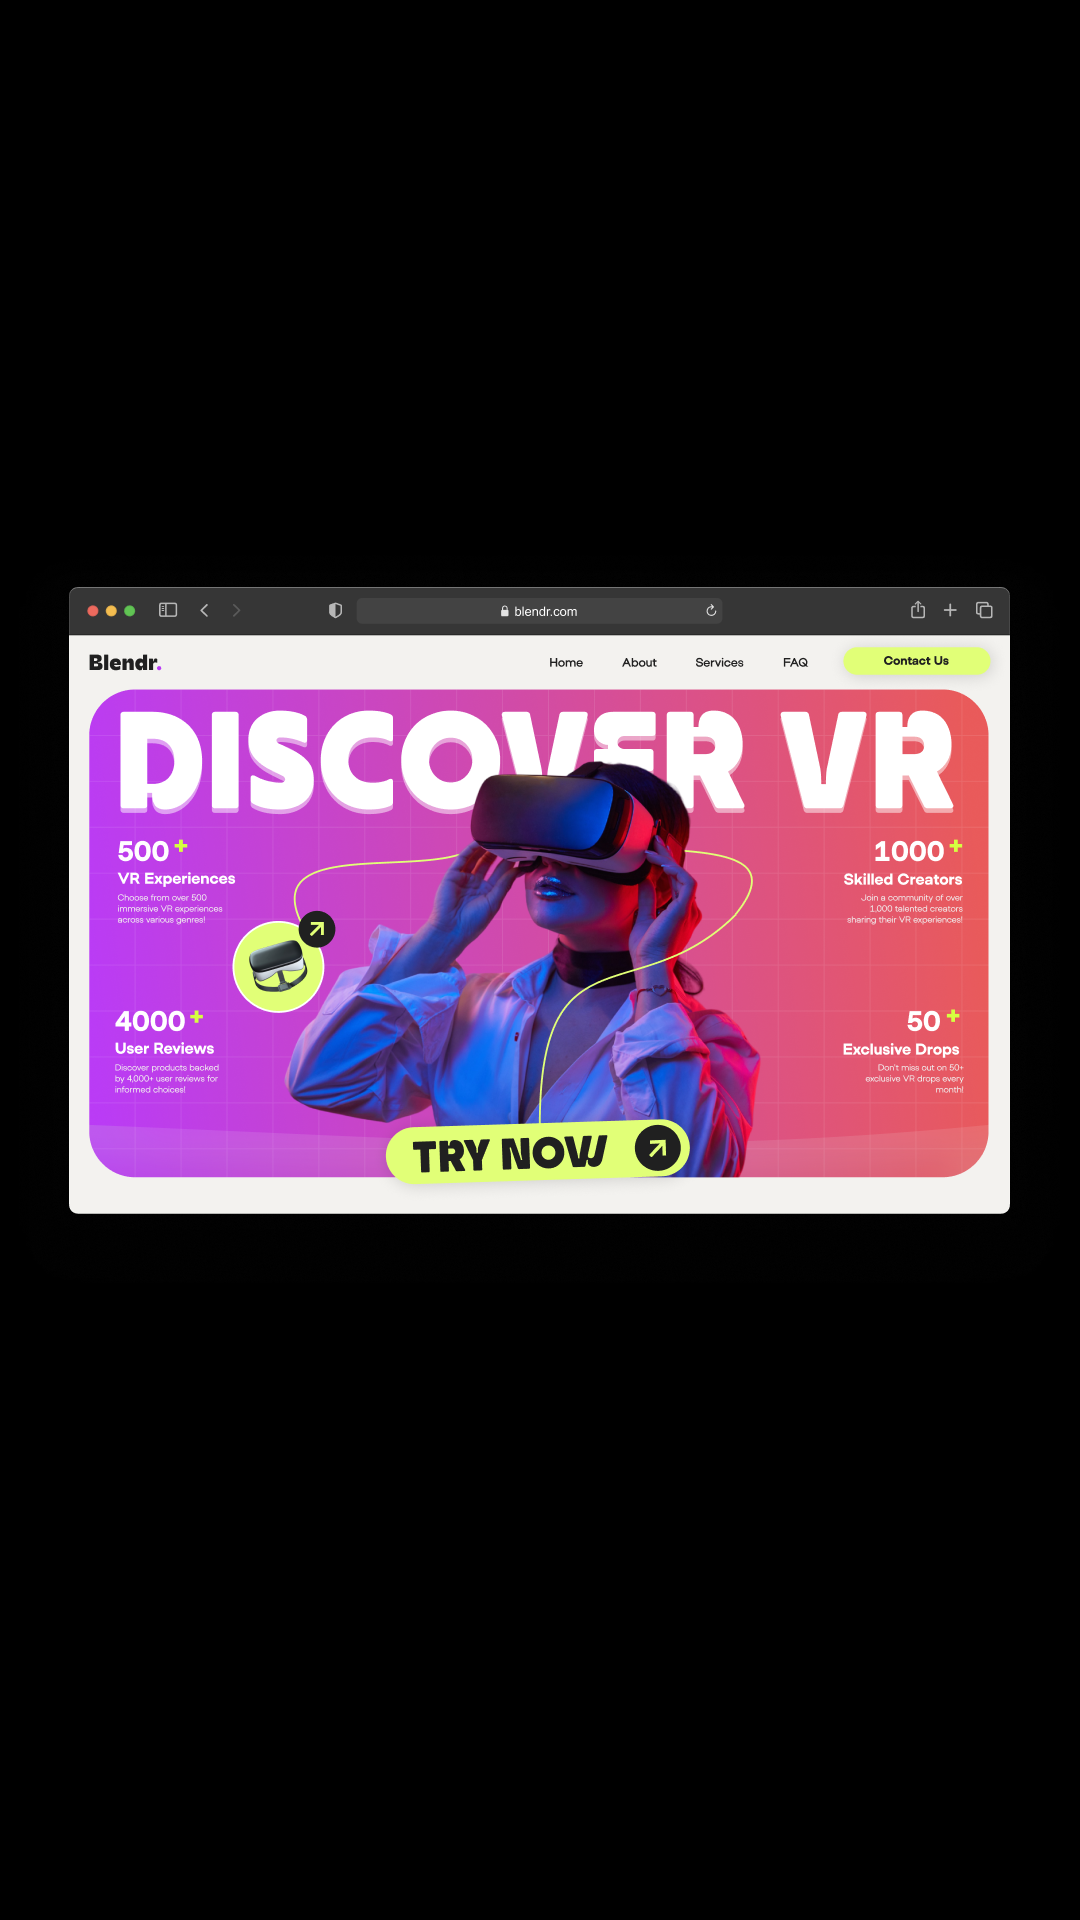 blendr.com
Blendr.
Home About Services FAQ Contact Us
DISCOVER VR
500+
VR Experiences
Choose from over 500
immersive VR experiences
across various genres!
1000+
Skilled Creators
Join a community of over
1,000 talented creators
sharing their VR experiences!
4000+
User Reviews
Discover products backed
by 4,000+ user reviews for
informed choices!
50+
Exclusive Drops
Don't miss out on 50+
exclusive VR drops every
month!
TRY NOW